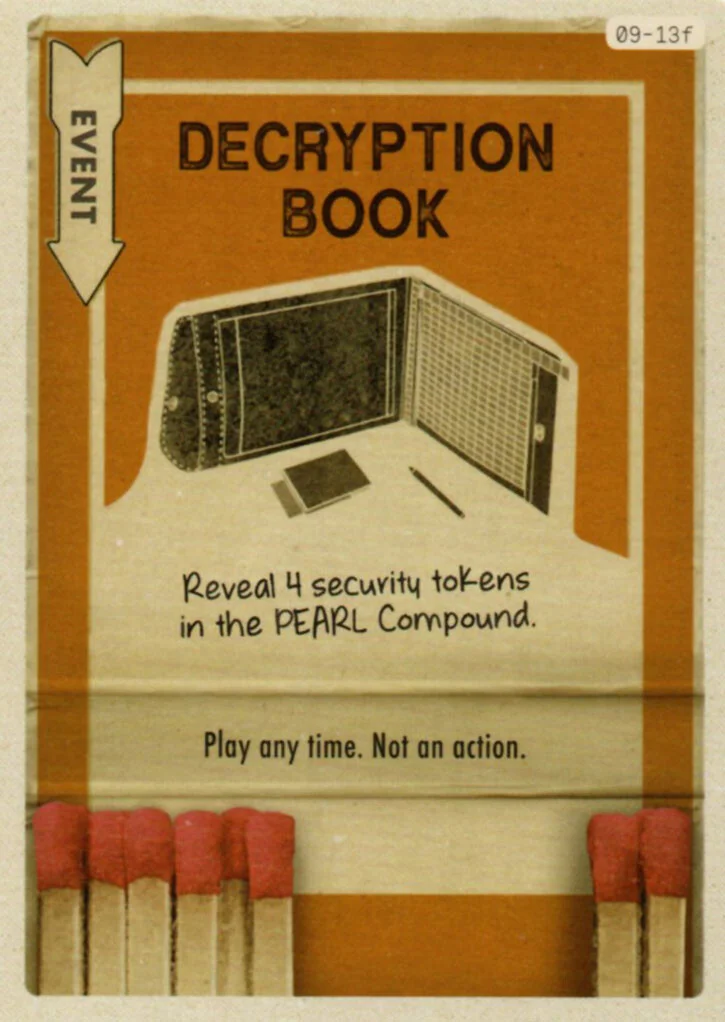 09-13f
EVENT
DECRYPTION
BOOK
Reveal 4 security tokens
in the PEARL Compound.
Play any time. Not an action.